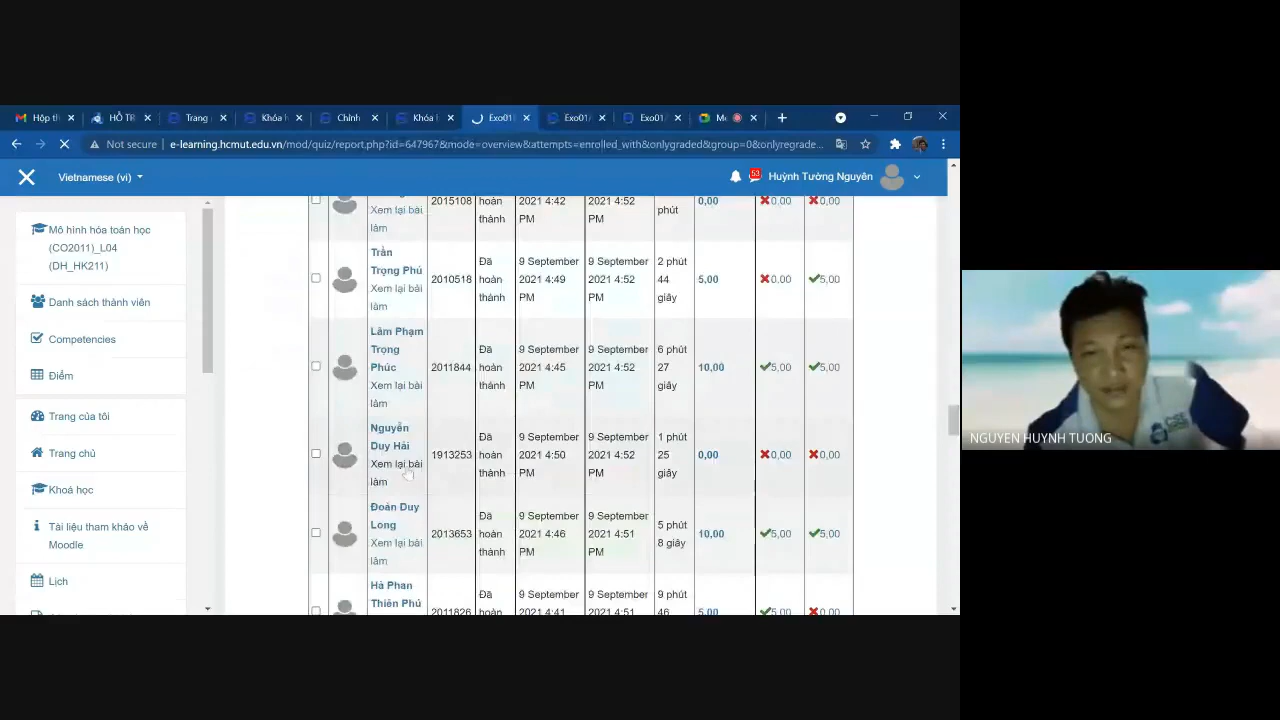 Hộp th
HỖ TR
Trang
Khóa h
Chính
Khóa h
Exo01
Exo01/
Exo01/
Me
Not secure
e-learning.hcmut.edu.vn/mod/quiz/report.php?id=647967&mode=overview&attempts=enrolled_with&onlygraded&group=0&onlyregrade...
Vietnamese (vi)
53
Huỳnh Tường Nguyên
Mô hình hóa toán học
(CO2011)_L04
(DH_HK211)
Danh sách thành viên
Competencies
Điểm
Trang của tôi
Trang chủ
Khoá học
Tài liệu tham khảo về
Moodle
Lịch
Xem lại bài
làm
2015108
hoàn
thành
2021 4:42
PM
2021 4:52
PM
phút
0,00
0,00
0,00
Trần
Trọng Phú
Xem lại bài
làm
2010518
Đã
hoàn
thành
9 September
2021 4:49
PM
9 September
2021 4:52
PM
2 phút
44
giây
5,00
0,00
5,00
Lâm Phạm
Trọng
Phúc
Xem lại bài
làm
2011844
Đã
hoàn
thành
9 September
2021 4:45
PM
9 September
2021 4:52
PM
6 phút
27
giây
10,00
5,00
5,00
Nguyễn
Duy Hải
Xem lại bài
làm
1913253
Đã
hoàn
thành
9 September
2021 4:50
PM
9 September
2021 4:52
PM
1 phút
25
giây
0,00
0,00
0,00
Đoàn Duy
Long
Xem lại bài
làm
2013653
Đã
hoàn
thành
9 September
2021 4:46
PM
9 September
2021 4:51
PM
5 phút
8 giây
10,00
5,00
5,00
Hà Phan
Thiên Phú
2011826
Đã
hoàn
9 September
2021 4:41
9 September
2021 4:51
9 phút
46
5,00
5,00
0,00
NGUYEN HUYNH TUONG